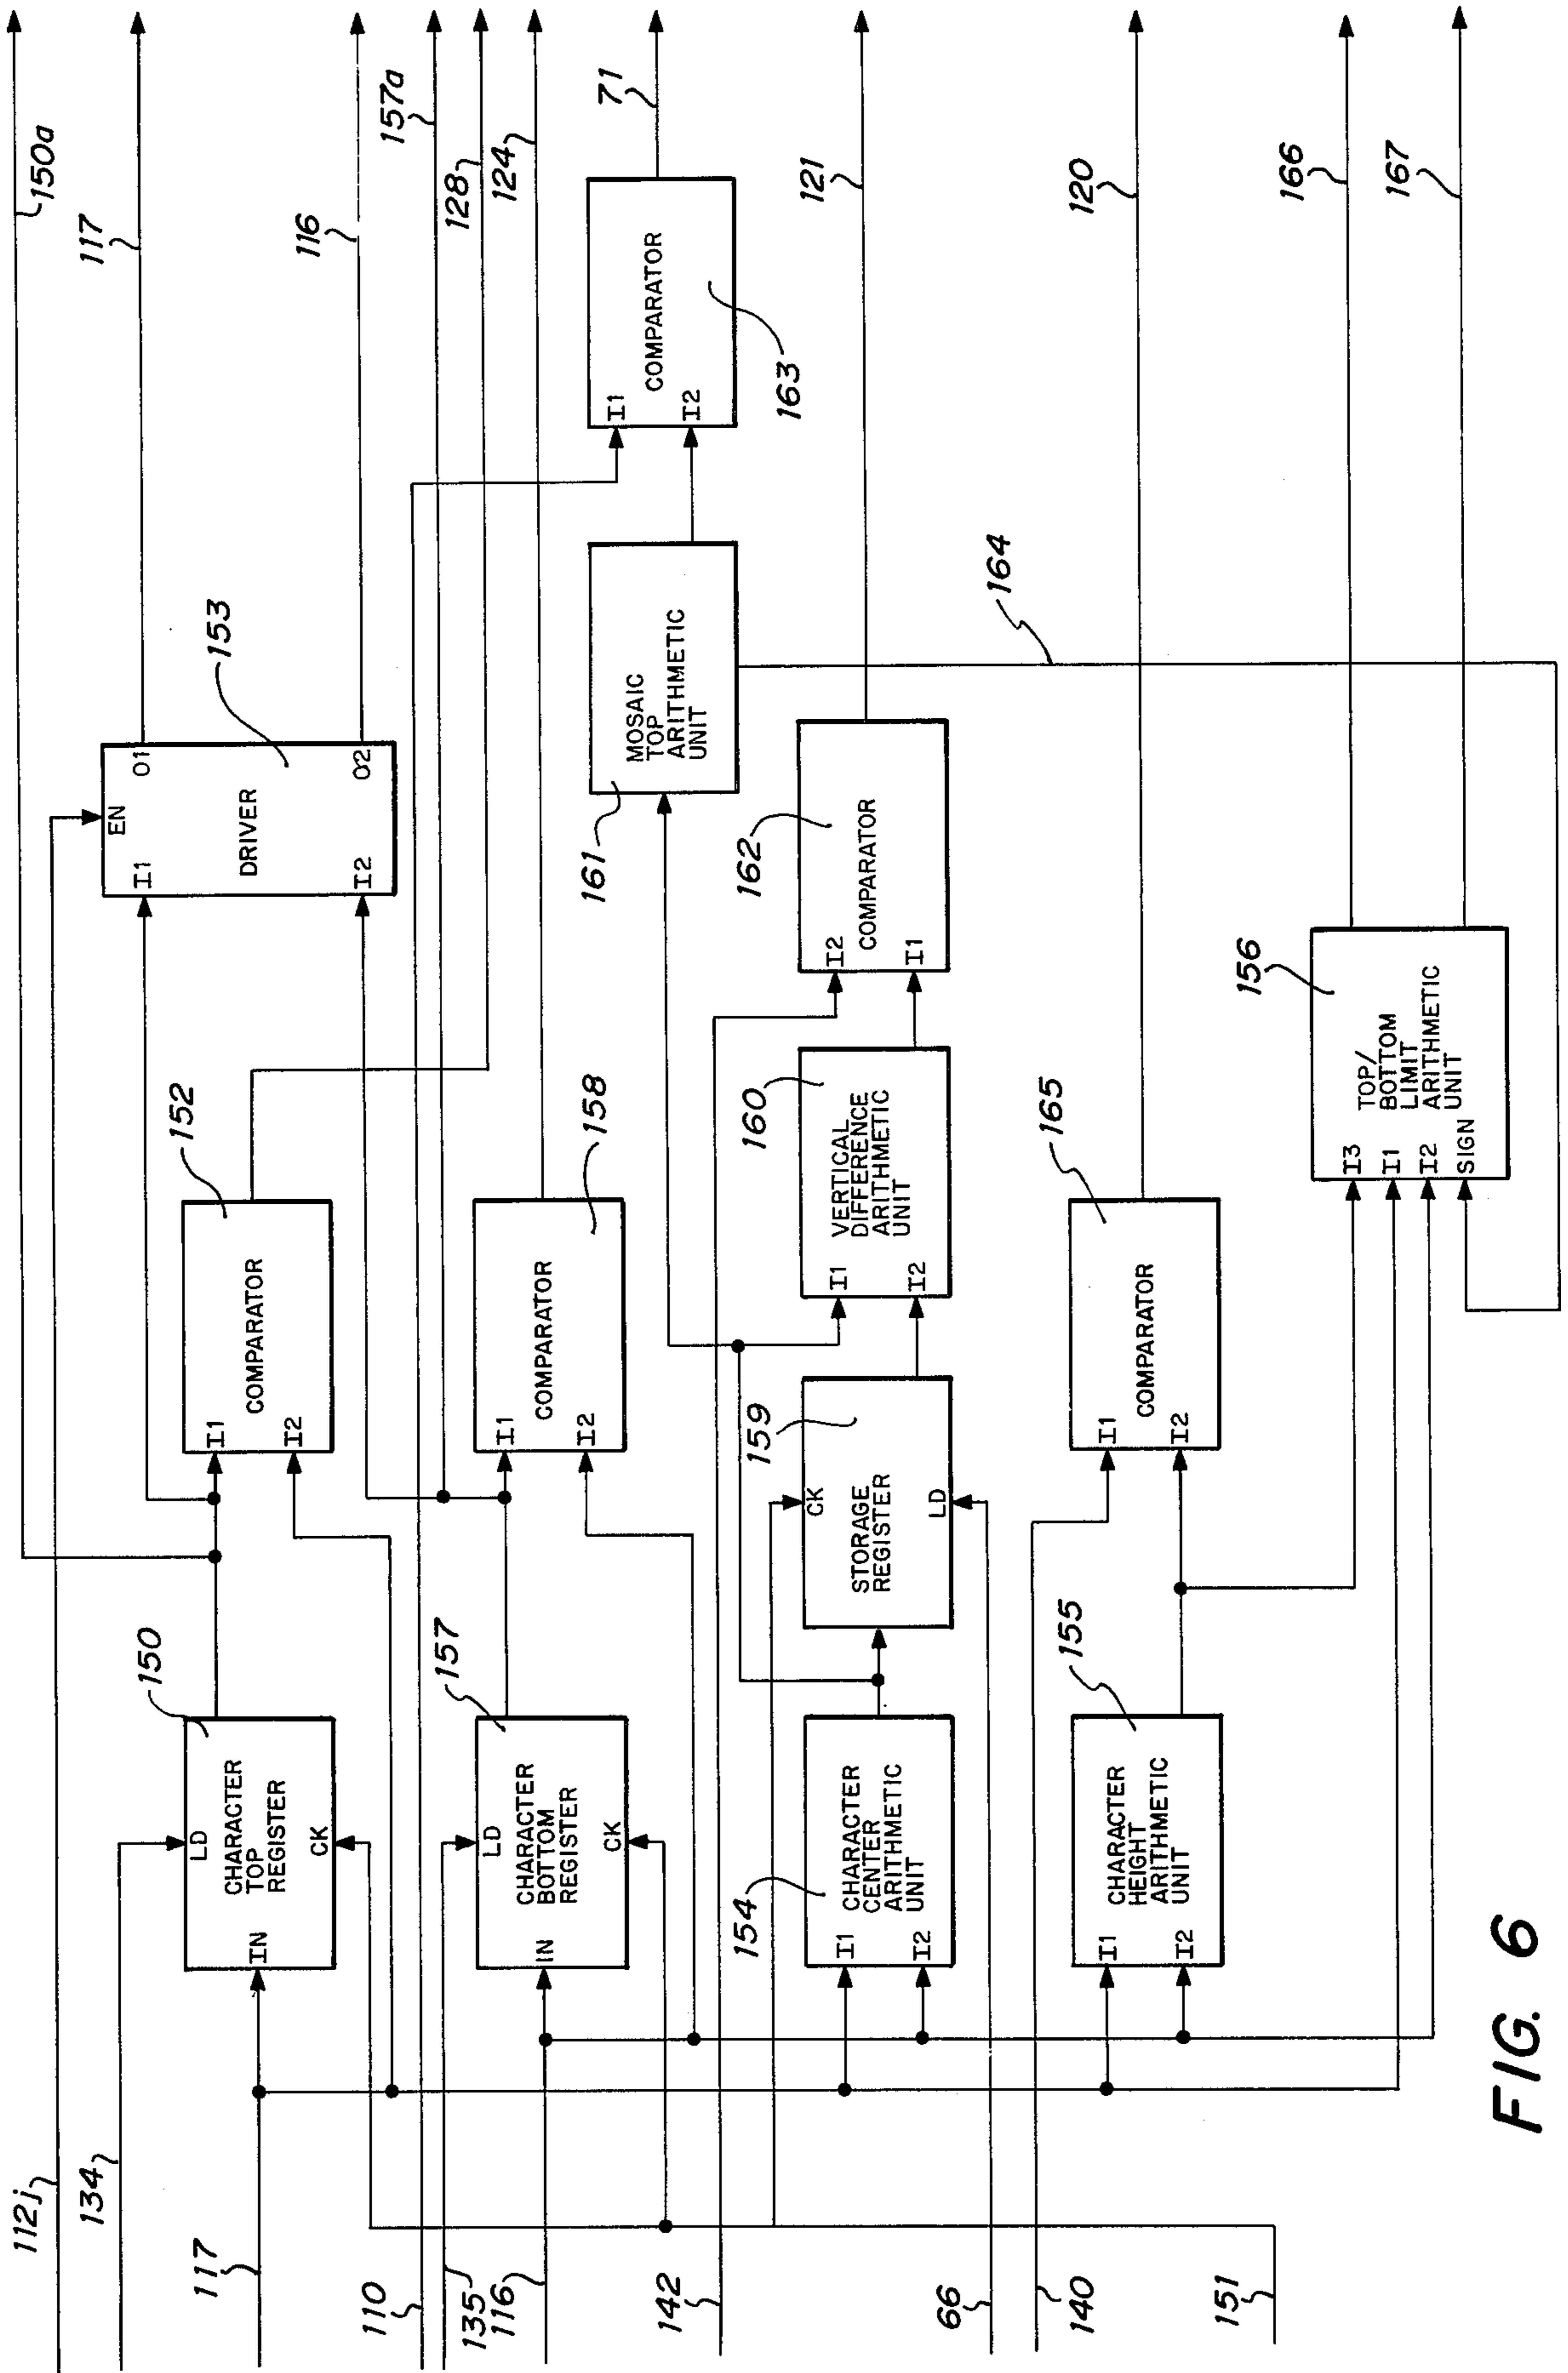 112j
134
117
110
135
116
142
66
140
151
150a
117
116
157a
128
124
71
121
120
166
167
LD
CHARACTER
TOP
REGISTER
IN
CK
150
I1
COMPARATOR
I2
152
EN
I1
O1
DRIVER
I2
O2
153
LD
CHARACTER
BOTTOM
REGISTER
IN
CK
157
I1
COMPARATOR
I2
158
MOSAIC
TOP
ARITHMETIC
UNIT
161
I1
COMPARATOR
I2
163
CHARACTER
CENTER
ARITHMETIC
UNIT
I1
I2
154
CK
STORAGE
REGISTER
LD
159
VERTICAL
DIFFERENCE
ARITHMETIC
UNIT
I1
I2
160
I2
COMPARATOR
I1
162
164
CHARACTER
HEIGHT
ARITHMETIC
UNIT
I1
I2
155
I1
COMPARATOR
I2
165
TOP/
BOTTOM
LIMIT
ARITHMETIC
UNIT
I3
I1
I2
SIGN
156
FIG. 6